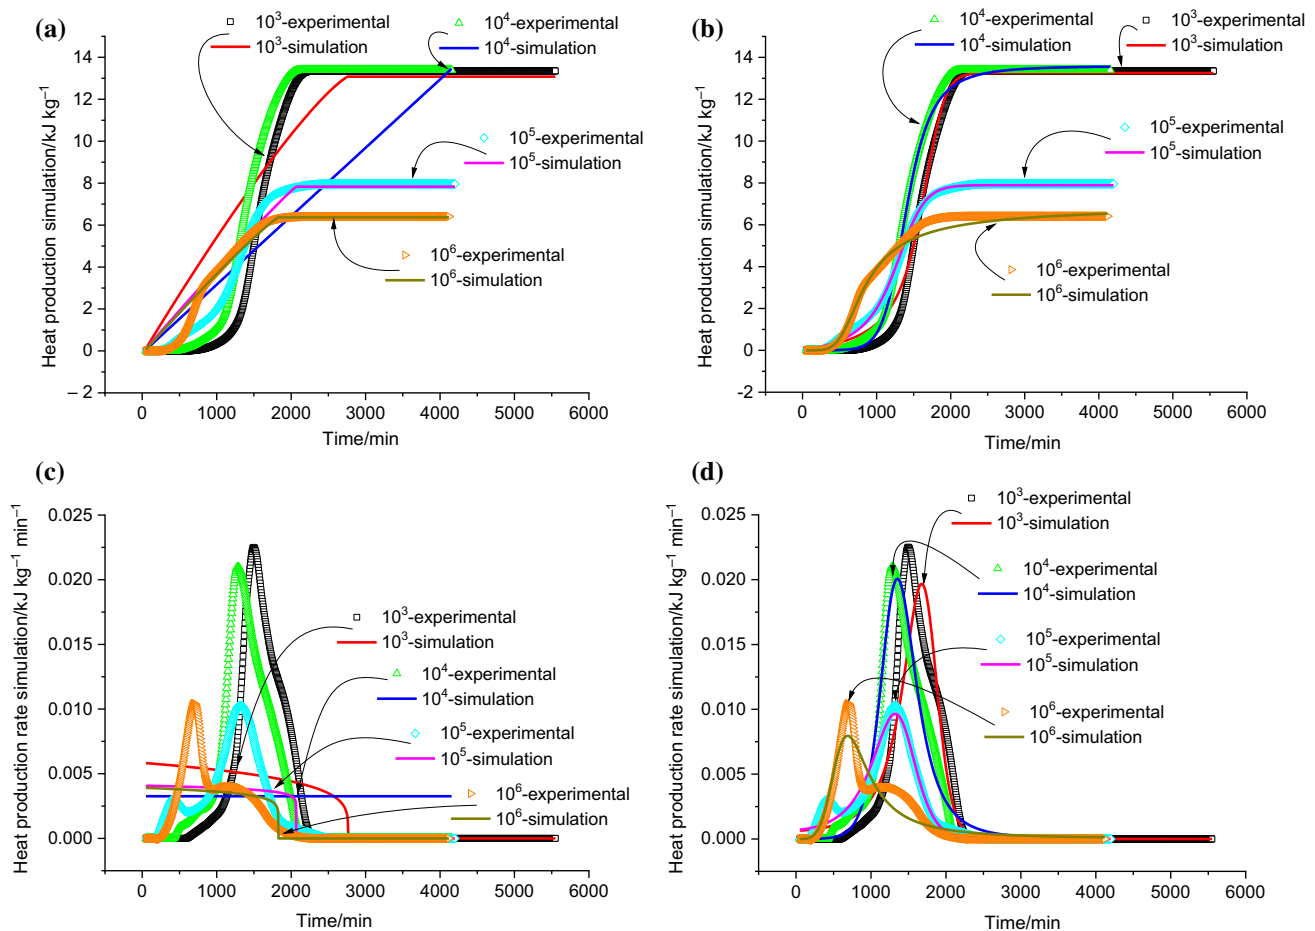 (a)
10³-experimental
10³-simulation
10⁴-experimental
10⁴-simulation
14
12
10
8
6
4
2
0
– 2
Heat production simulation/kJ kg⁻¹
10⁵-experimental
10⁵-simulation
10⁶-experimental
10⁶-simulation
0 1000 2000 3000 4000 5000 6000
Time/min
(b)
10⁴-experimental
10⁴-simulation
10³-experimental
10³-simulation
14
12
10
8
6
4
2
0
-2
Heat production simulation/kJ kg⁻¹
10⁵-experimental
10⁵-simulation
10⁶-experimental
10⁶-simulation
0 1000 2000 3000 4000 5000 6000
Time/min
(c)
0.025
0.020
0.015
0.010
0.005
0.000
Heat production rate simulation/kJ kg⁻¹ min⁻¹
10³-experimental
10³-simulation
10⁴-experimental
10⁴-simulation
10⁵-experimental
10⁵-simulation
10⁶-experimental
10⁶-simulation
0 1000 2000 3000 4000 5000 6000
Time/min
(d)
0.025
0.020
0.015
0.010
0.005
0.000
Heat production rate simulation/kJ kg⁻¹ min⁻¹
10³-experimental
10³-simulation
10⁴-experimental
10⁴-simulation
10⁵-experimental
10⁵-simulation
10⁶-experimental
10⁶-simulation
0 1000 2000 3000 4000 5000 6000
Time/min